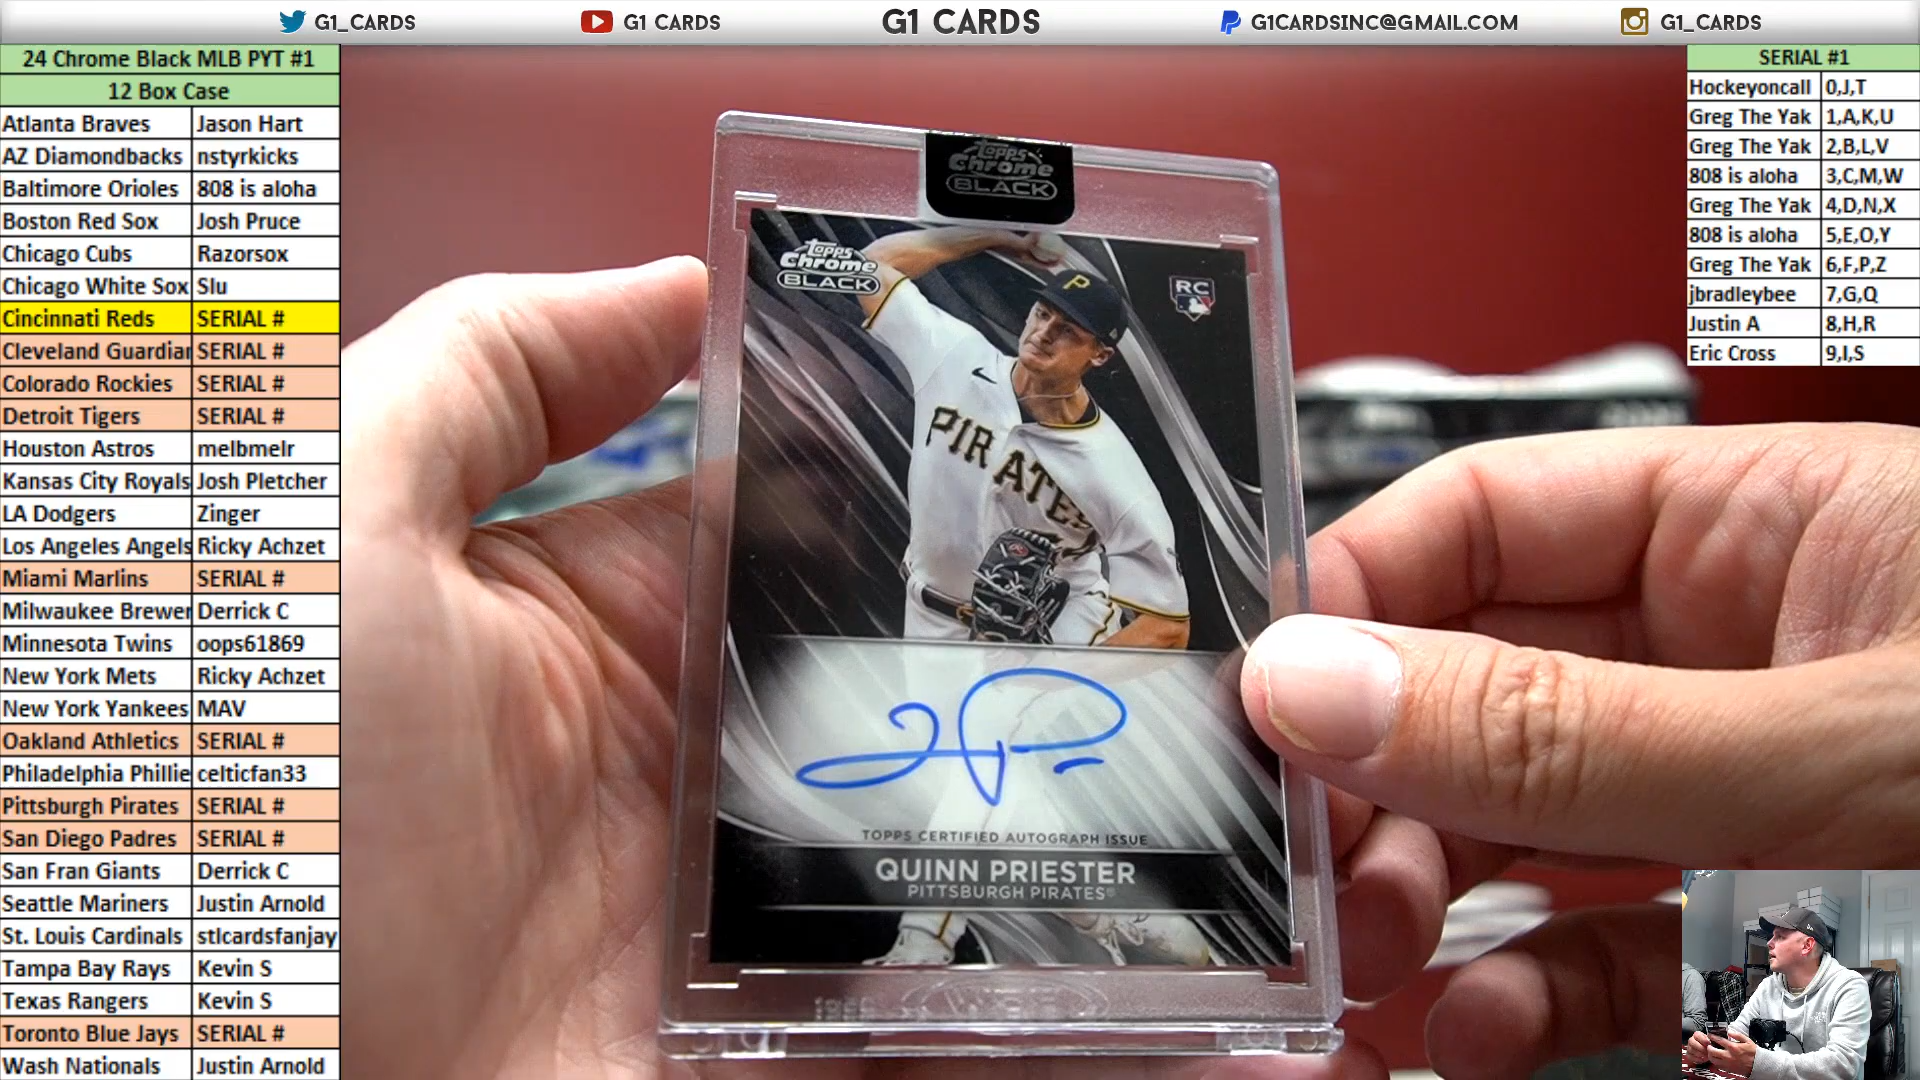 G1_CARDS
G1 CARDS
G1 CARDS
G1CARDSINC@GMAIL.COM
G1_CARDS
24 Chrome Black MLB PYT #1
12 Box Case
Atlanta Braves Jason Hart
AZ Diamondbacks nstyrkicks
Baltimore Orioles 808 is aloha
Boston Red Sox Josh Pruce
Chicago Cubs Razorsox
Chicago White Sox Slu
Cincinnati Reds SERIAL #
Cleveland Guardian SERIAL #
Colorado Rockies SERIAL #
Detroit Tigers SERIAL #
Houston Astros melbmelr
Kansas City Royals Josh Pletcher
LA Dodgers Zinger
Los Angeles Angels Ricky Achzet
Miami Marlins SERIAL #
Milwaukee Brewer Derrick C
Minnesota Twins oops61869
New York Mets Ricky Achzet
New York Yankees MAV
Oakland Athletics SERIAL #
Philadelphia Phillie celticfan33
Pittsburgh Pirates SERIAL #
San Diego Padres SERIAL #
San Fran Giants Derrick C
Seattle Mariners Justin Arnold
St. Louis Cardinals stlcardsfanjay
Tampa Bay Rays Kevin S
Texas Rangers Kevin S
Toronto Blue Jays SERIAL #
Wash Nationals Justin Arnold
Topps
Chrome
BLACK
Topps
Chrome
BLACK
RC
P
PIRATES
TOPPS CERTIFIED AUTOGRAPH ISSUE
QUINN PRIESTER
PITTSBURGH PIRATES®
SERIAL #1
Hockeyoncall 0,J,T
Greg The Yak 1,A,K,U
Greg The Yak 2,B,L,V
808 is aloha 3,C,M,W
Greg The Yak 4,D,N,X
808 is aloha 5,E,O,Y
Greg The Yak 6,F,P,Z
jbradleybee 7,G,Q
Justin A 8,H,R
Eric Cross 9,I,S